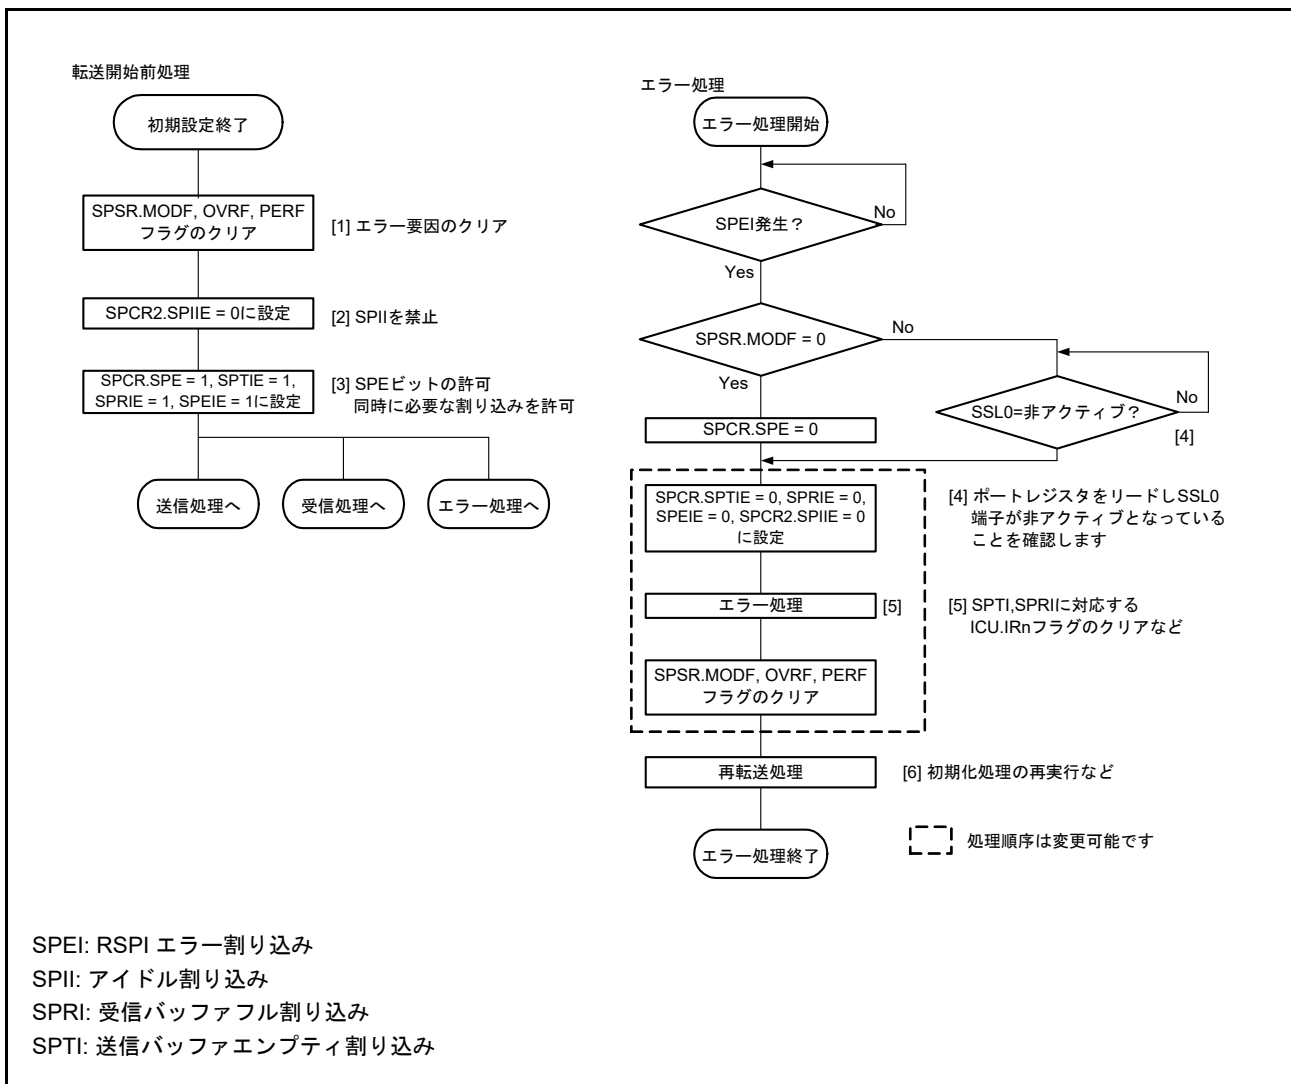 転送開始前処理
初期設定終了
SPSR.MODF, OVRF, PERF
フラグのクリア
[1] エラー要因のクリア
SPCR2.SPIIE = 0に設定
[2] SPIIを禁止
SPCR.SPE = 1, SPTIE = 1,
SPRIE = 1, SPEIE = 1に設定
[3] SPEビットの許可
同時に必要な割り込みを許可
送信処理へ
受信処理へ
エラー処理へ
エラー処理
エラー処理開始
SPEI発生？
No
Yes
SPSR.MODF = 0
No
Yes
SSL0=非アクティブ？
No
[4]
SPCR.SPE = 0
SPCR.SPTIE = 0, SPRIE = 0,
SPEIE = 0, SPCR2.SPIIE = 0
に設定
[4] ポートレジスタをリードしSSL0
端子が非アクティブとなっている
ことを確認します
エラー処理
[5]
[5] SPTI,SPRIに対応する
ICU.IRnフラグのクリアなど
SPSR.MODF, OVRF, PERF
フラグのクリア
再転送処理
[6] 初期化処理の再実行など
エラー処理終了
処理順序は変更可能です
SPEI: RSPI エラー割り込み
SPII: アイドル割り込み
SPRI: 受信バッファフル割り込み
SPTI: 送信バッファエンプティ割り込み